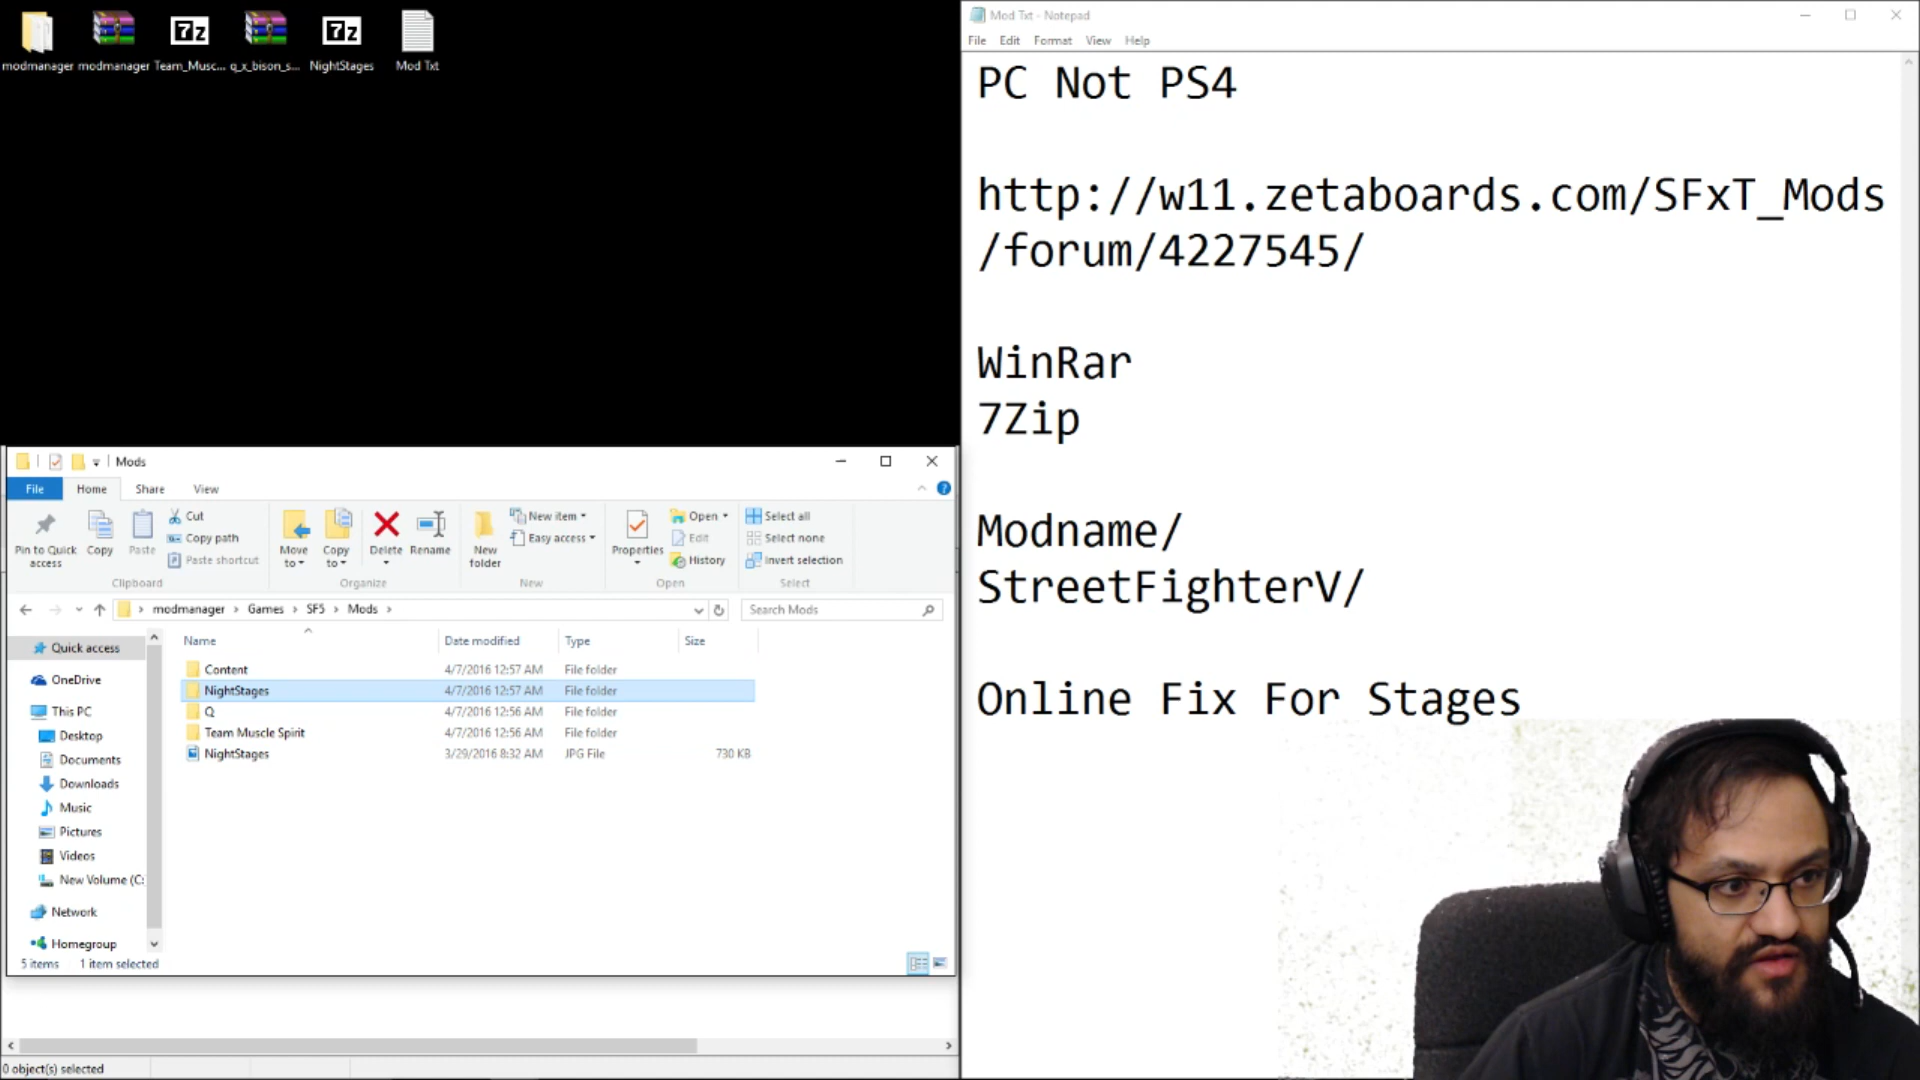 modmanager
modmanager
Team_Musc...
q_x_bison_s...
NightStages
Mod Txt
7z
7z
Mod Txt - Notepad
File Edit Format View Help
PC Not PS4
http://w11.zetaboards.com/SFxT_Mods
/forum/4227545/
WinRar
7Zip
Modname/
StreetFighterV/
Online Fix For Stages
Mods
File Home Share View
Pin to Quick access
Copy
Paste
Cut
Copy path
Paste shortcut
Clipboard
Move to
Copy to
Delete
Rename
Organize
New folder
New item
Easy access
New
Properties
Open
Edit
History
Open
Select all
Select none
Invert selection
Select
modmanager > Games > SF5 > Mods >
Search Mods
Name Date modified Type Size
Content 4/7/2016 12:57 AM File folder
NightStages 4/7/2016 12:57 AM File folder
Q 4/7/2016 12:56 AM File folder
Team Muscle Spirit 4/7/2016 12:56 AM File folder
NightStages 3/29/2016 8:32 AM JPG File 730 KB
Quick access
OneDrive
This PC
Desktop
Documents
Downloads
Music
Pictures
Videos
New Volume (C:
Network
Homegroup
5 items 1 item selected
0 object(s) selected